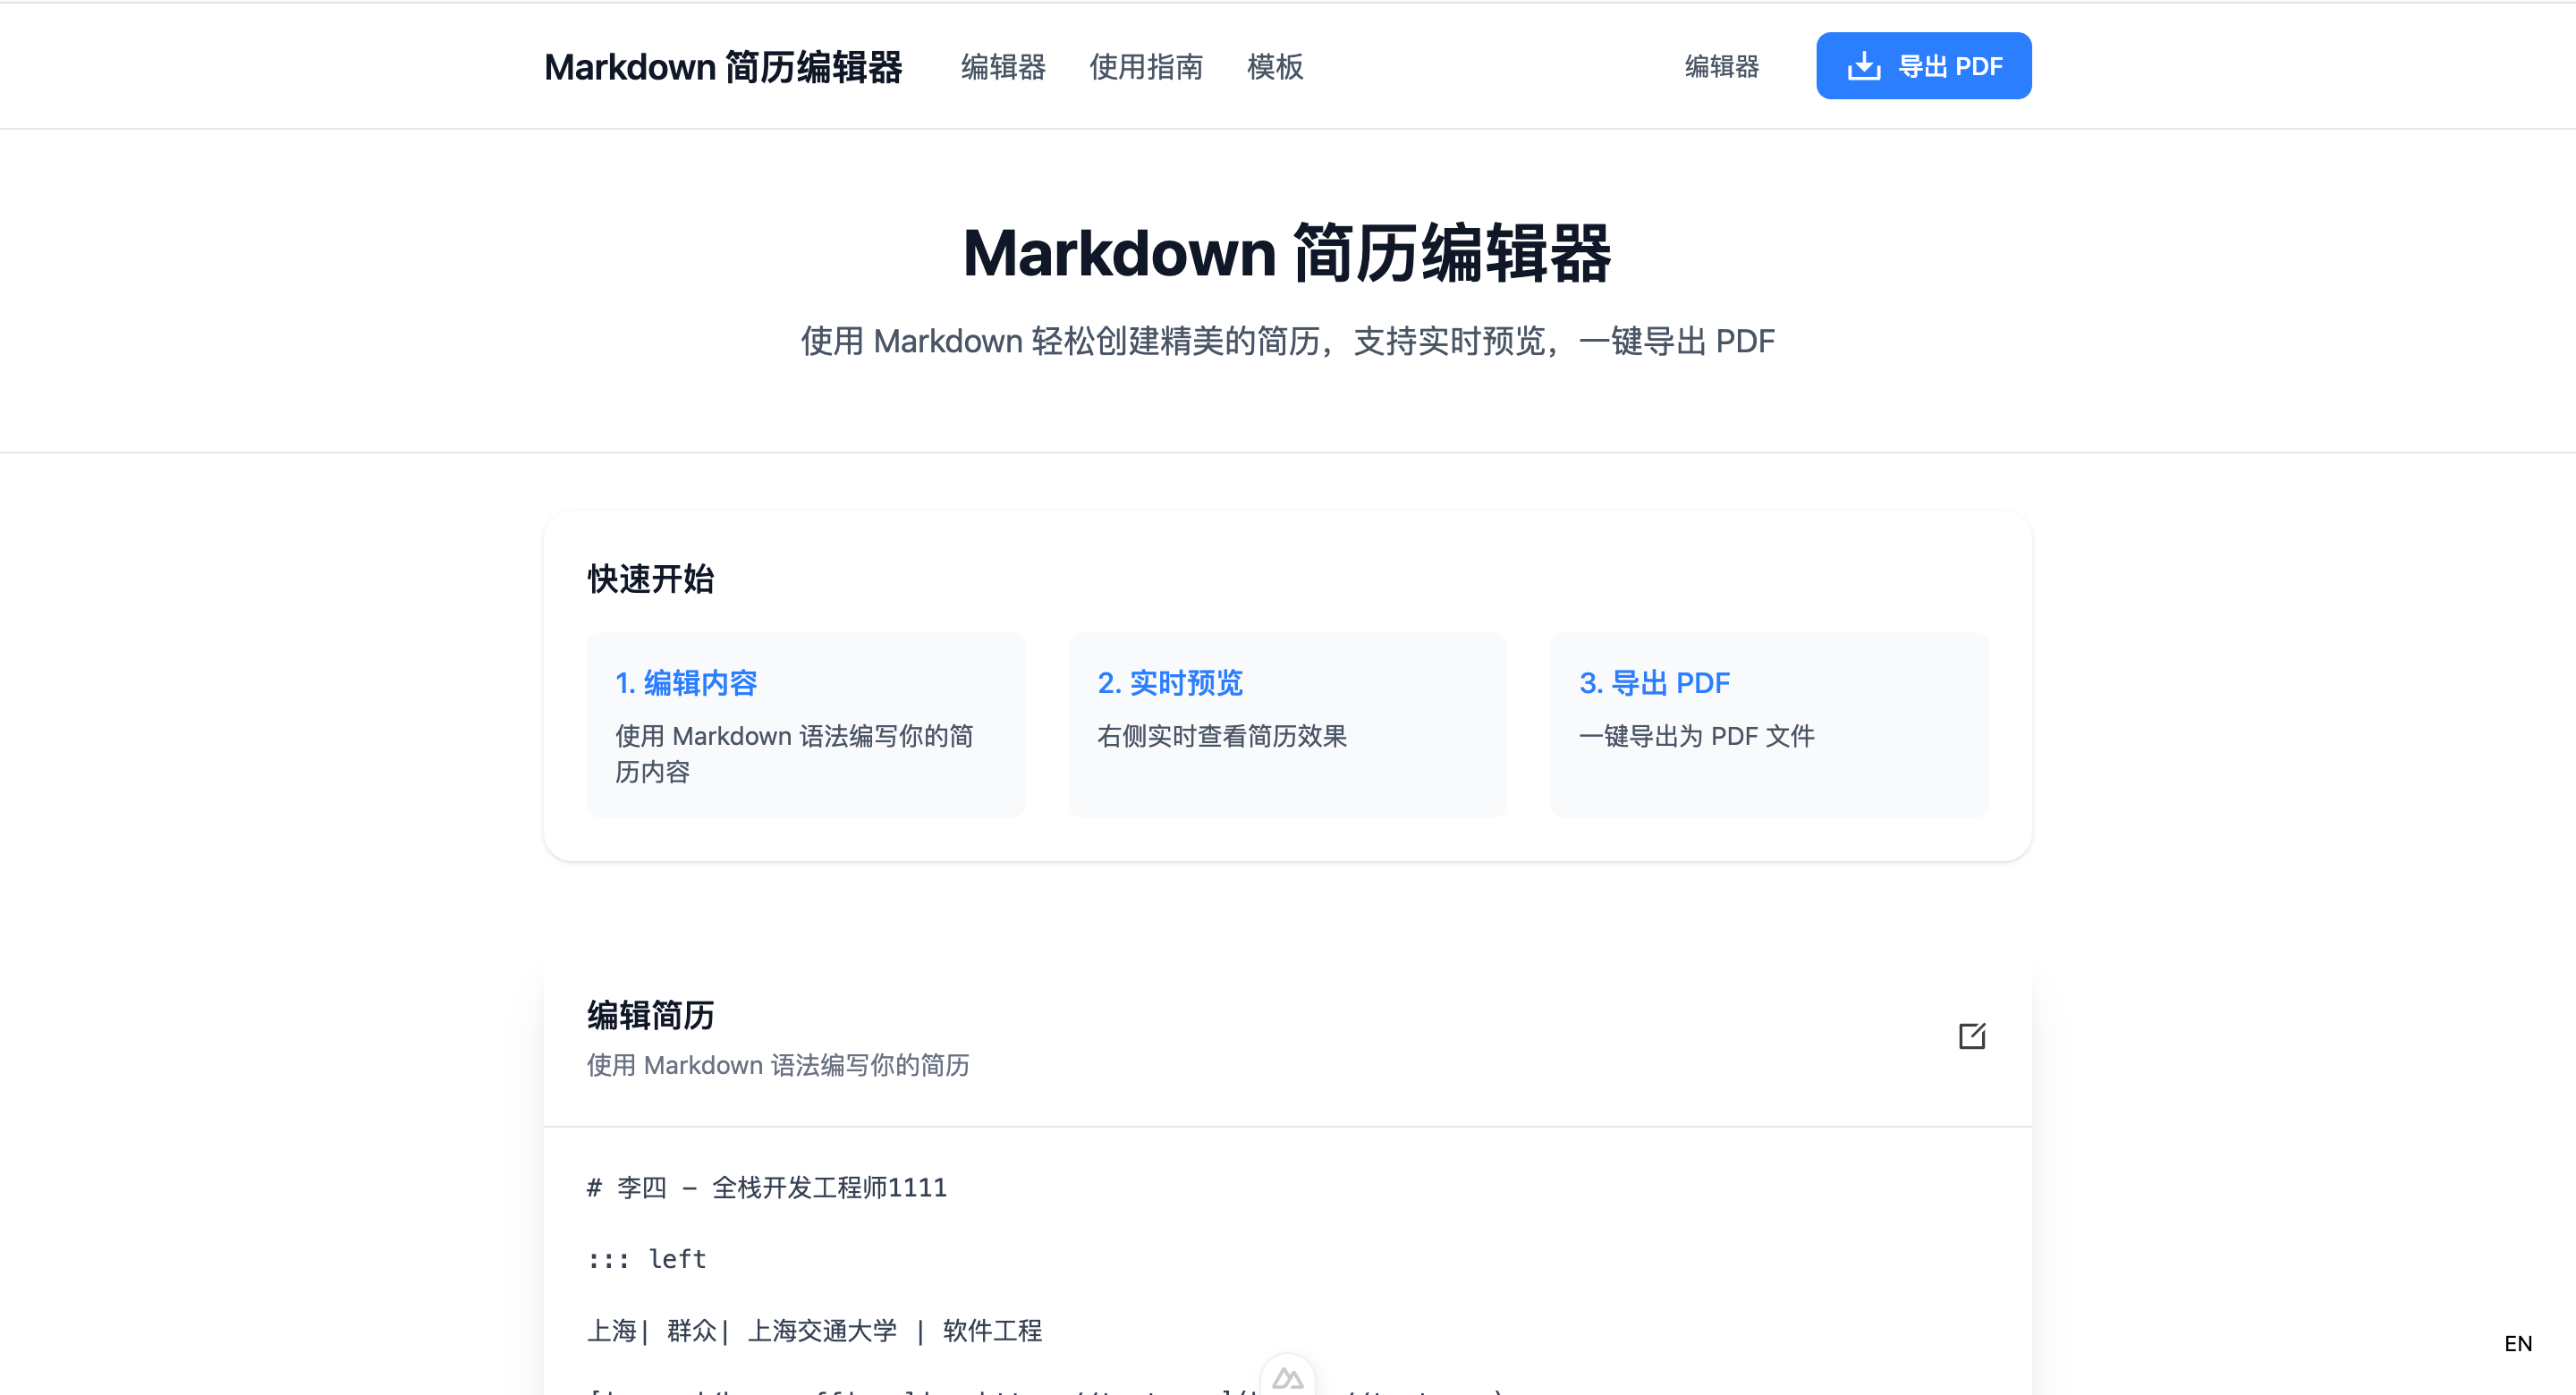 Markdown 简历编辑器
编辑器
使用指南
模板
编辑器
导出 PDF
Markdown 简历编辑器
使用 Markdown 轻松创建精美的简历，支持实时预览，一键导出 PDF
快速开始
1. 编辑内容
使用 Markdown 语法编写你的简
历内容
2. 实时预览
右侧实时查看简历效果
3. 导出 PDF
一键导出为 PDF 文件
编辑简历
使用 Markdown 语法编写你的简历
# 李四 – 全栈开发工程师1111
::: left
上海| 群众| 上海交通大学 | 软件工程
EN